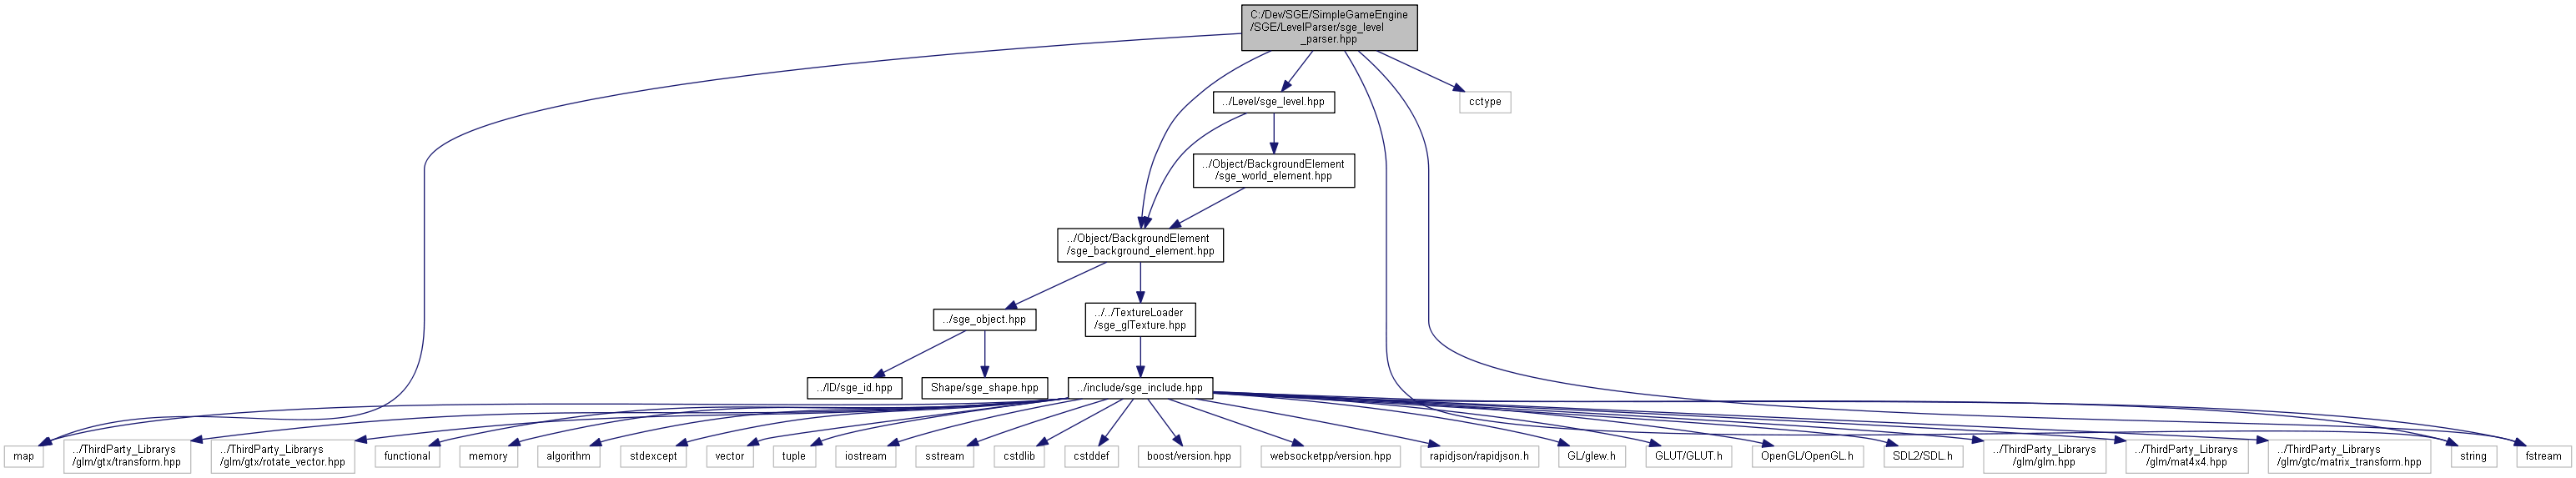 C:/Dev/SGE/SimpleGameEngine
/SGE/LevelParser/sge_level
_parser.hpp
../Level/sge_level.hpp
cctype
../Object/BackgroundElement
/sge_world_element.hpp
../Object/BackgroundElement
/sge_background_element.hpp
../sge_object.hpp
../../TextureLoader
/sge_glTexture.hpp
../ID/sge_id.hpp
Shape/sge_shape.hpp
../include/sge_include.hpp
map
../ThirdParty_Librarys
/glm/gtx/transform.hpp
../ThirdParty_Librarys
/glm/gtx/rotate_vector.hpp
functional
memory
algorithm
stdexcept
vector
tuple
iostream
sstream
cstdlib
cstddef
boost/version.hpp
websocketpp/version.hpp
rapidjson/rapidjson.h
GL/glew.h
GLUT/GLUT.h
OpenGL/OpenGL.h
SDL2/SDL.h
../ThirdParty_Librarys
/glm/glm.hpp
../ThirdParty_Librarys
/glm/mat4x4.hpp
../ThirdParty_Librarys
/glm/gtc/matrix_transform.hpp
string
fstream